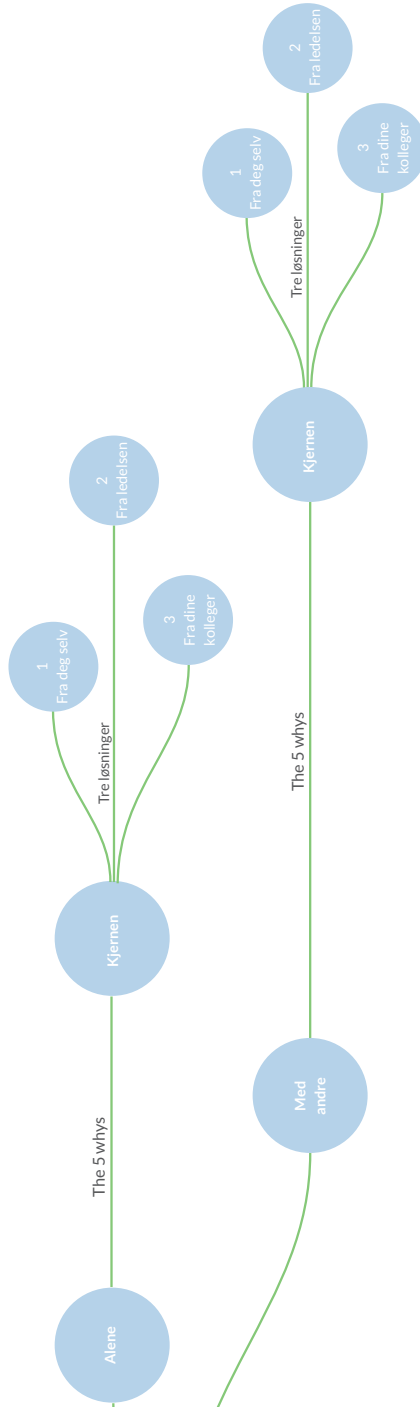 Alene
The 5 whys
Kjernen
Tre løsninger
1
Fra deg selv
2
Fra ledelsen
3
Fra dine
kolleger
Med
andre
The 5 whys
Kjernen
Tre løsninger
1
Fra deg selv
2
Fra ledelsen
3
Fra dine
kolleger